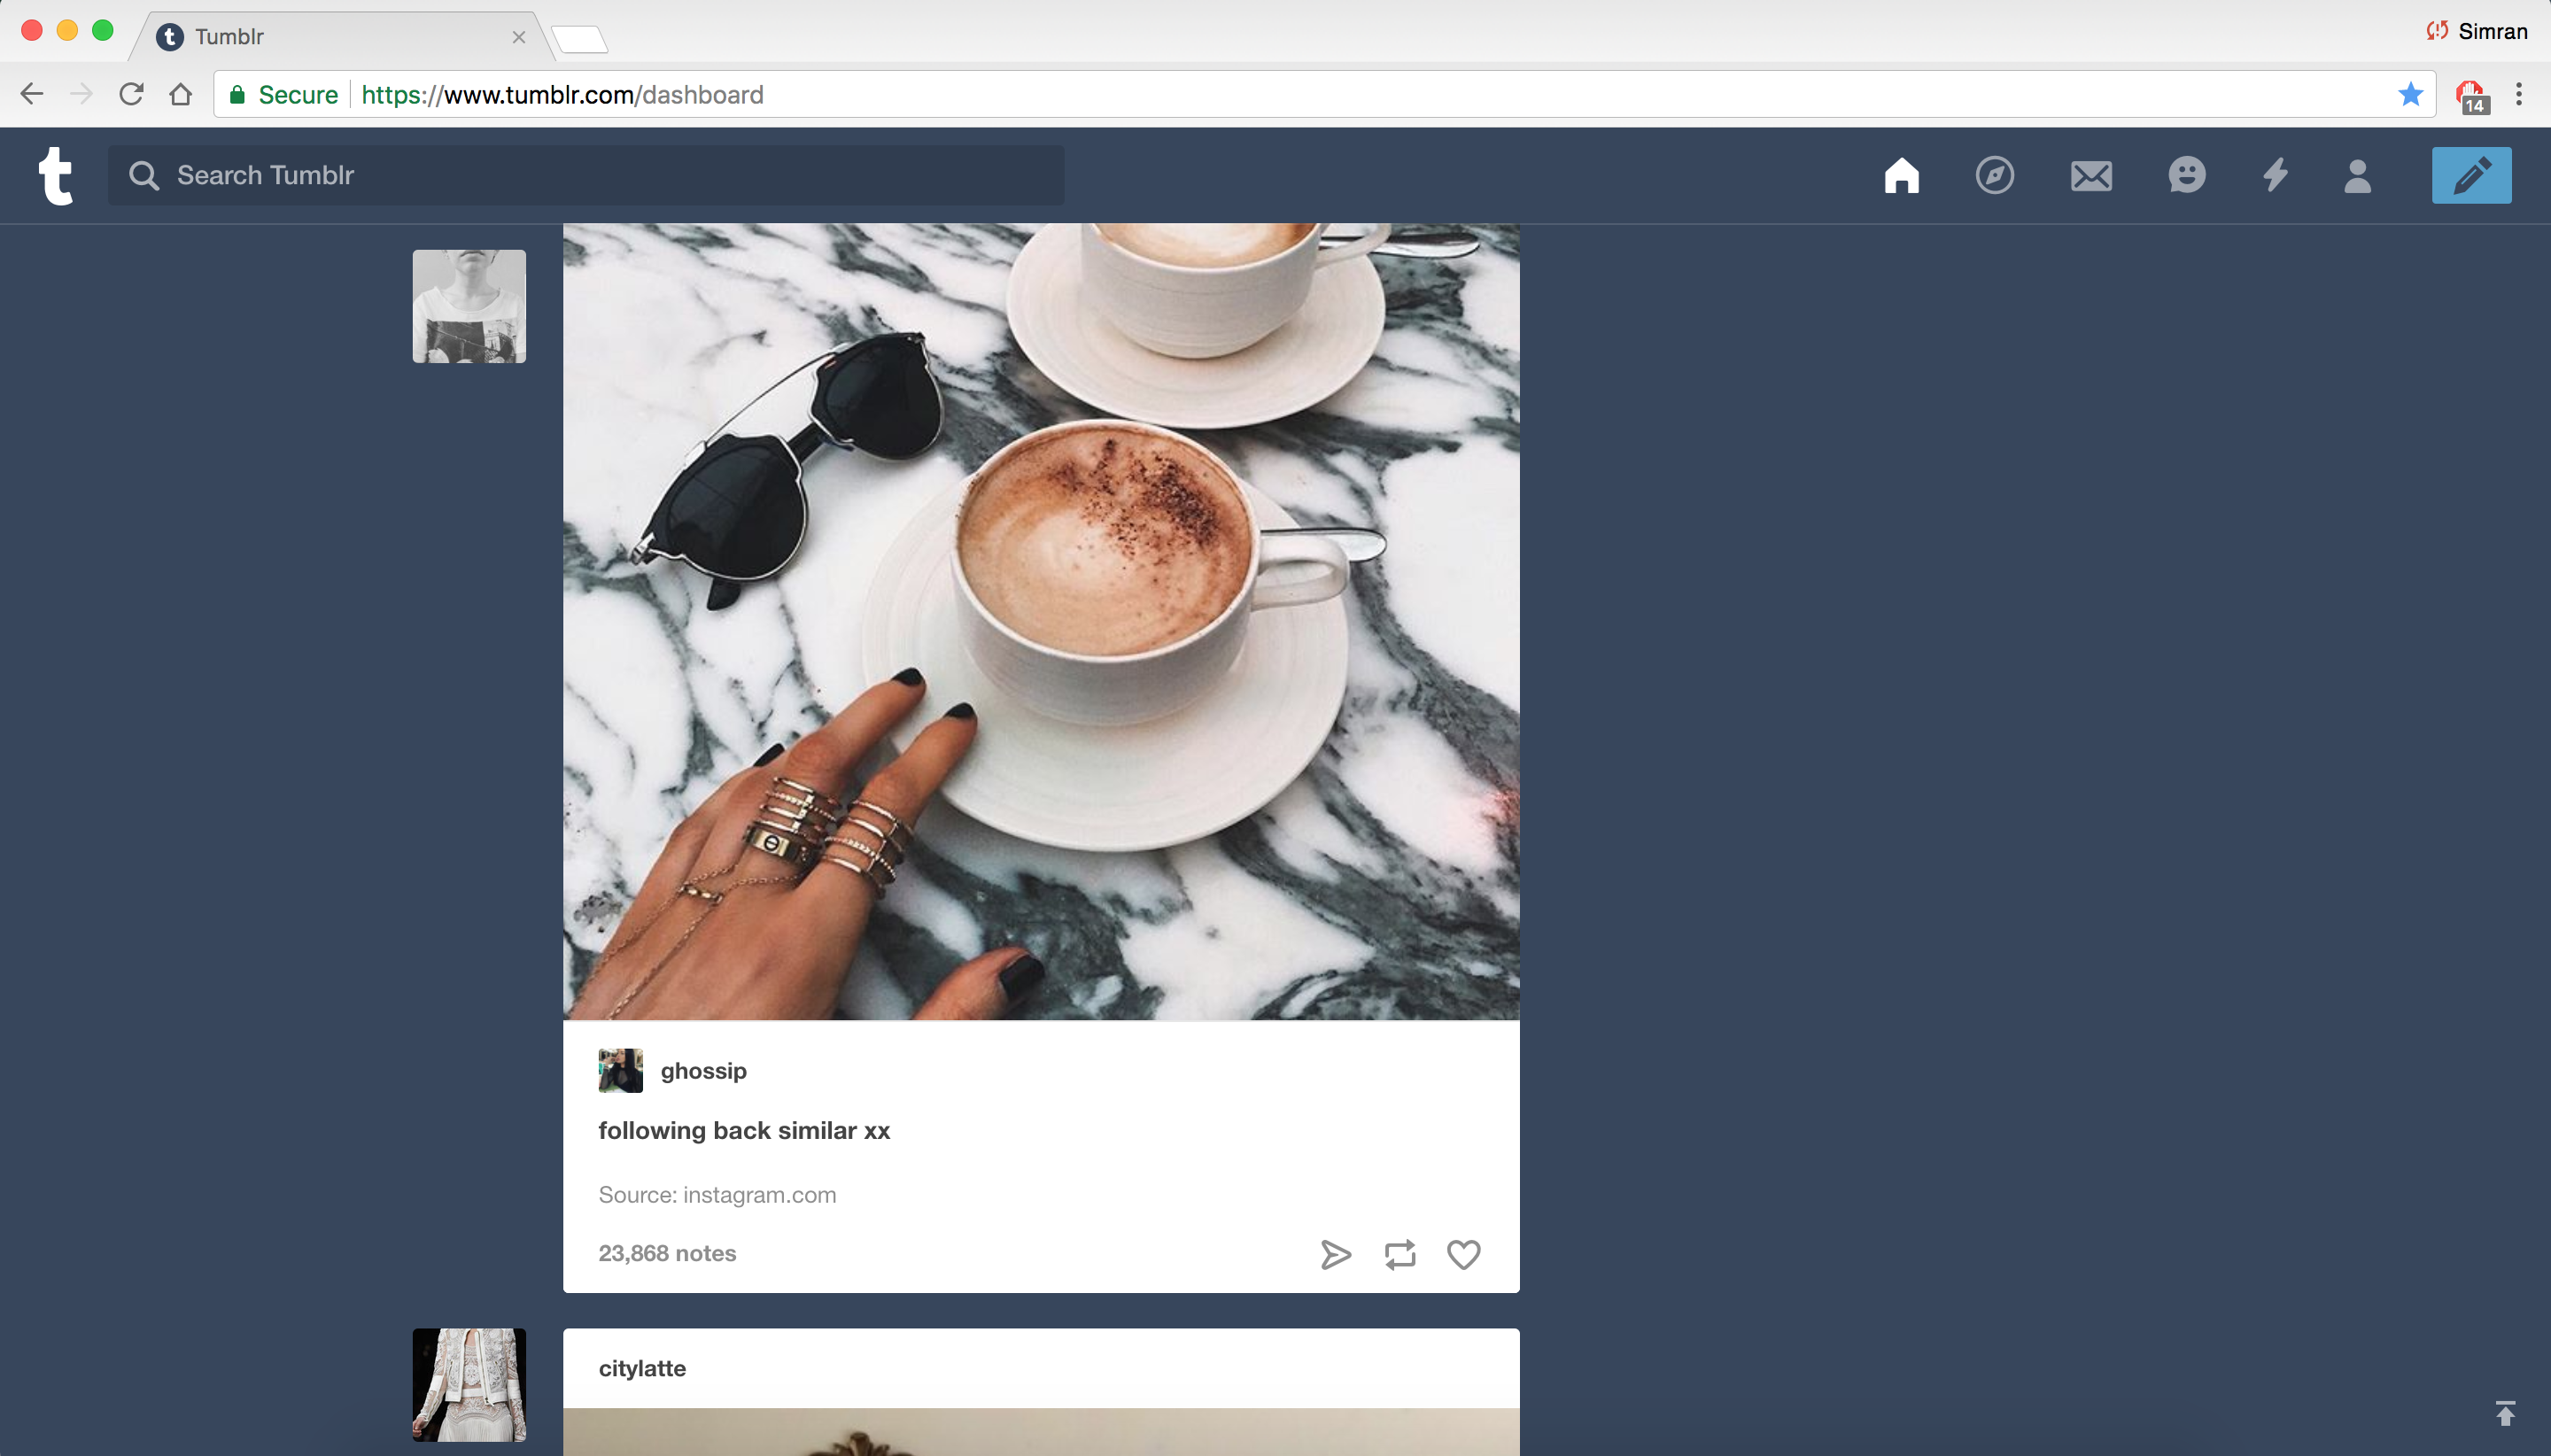 Tumblr
Simran
Secure
https://www.tumblr.com/dashboard
14
t
Search Tumblr
ghossip
following back similar xx
Source: instagram.com
23,868 notes
citylatte